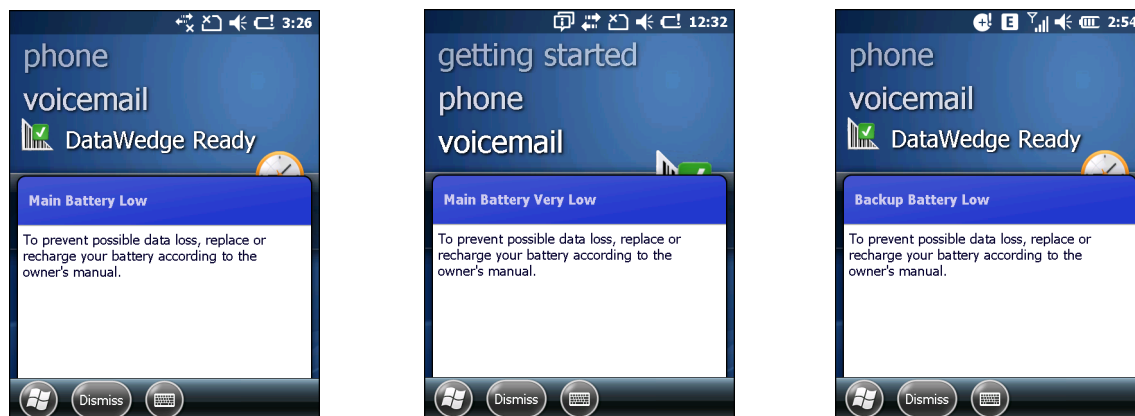 3:26
phone
voicemail
DataWedge Ready
Main Battery Low
To prevent possible data loss, replace or
recharge your battery according to the
owner's manual.
Dismiss
12:32
getting started
phone
voicemail
Main Battery Very Low
To prevent possible data loss, replace or
recharge your battery according to the
owner's manual.
Dismiss
E
2:54
phone
voicemail
DataWedge Ready
Backup Battery Low
To prevent possible data loss, replace or
recharge your battery according to the
owner's manual.
Dismiss